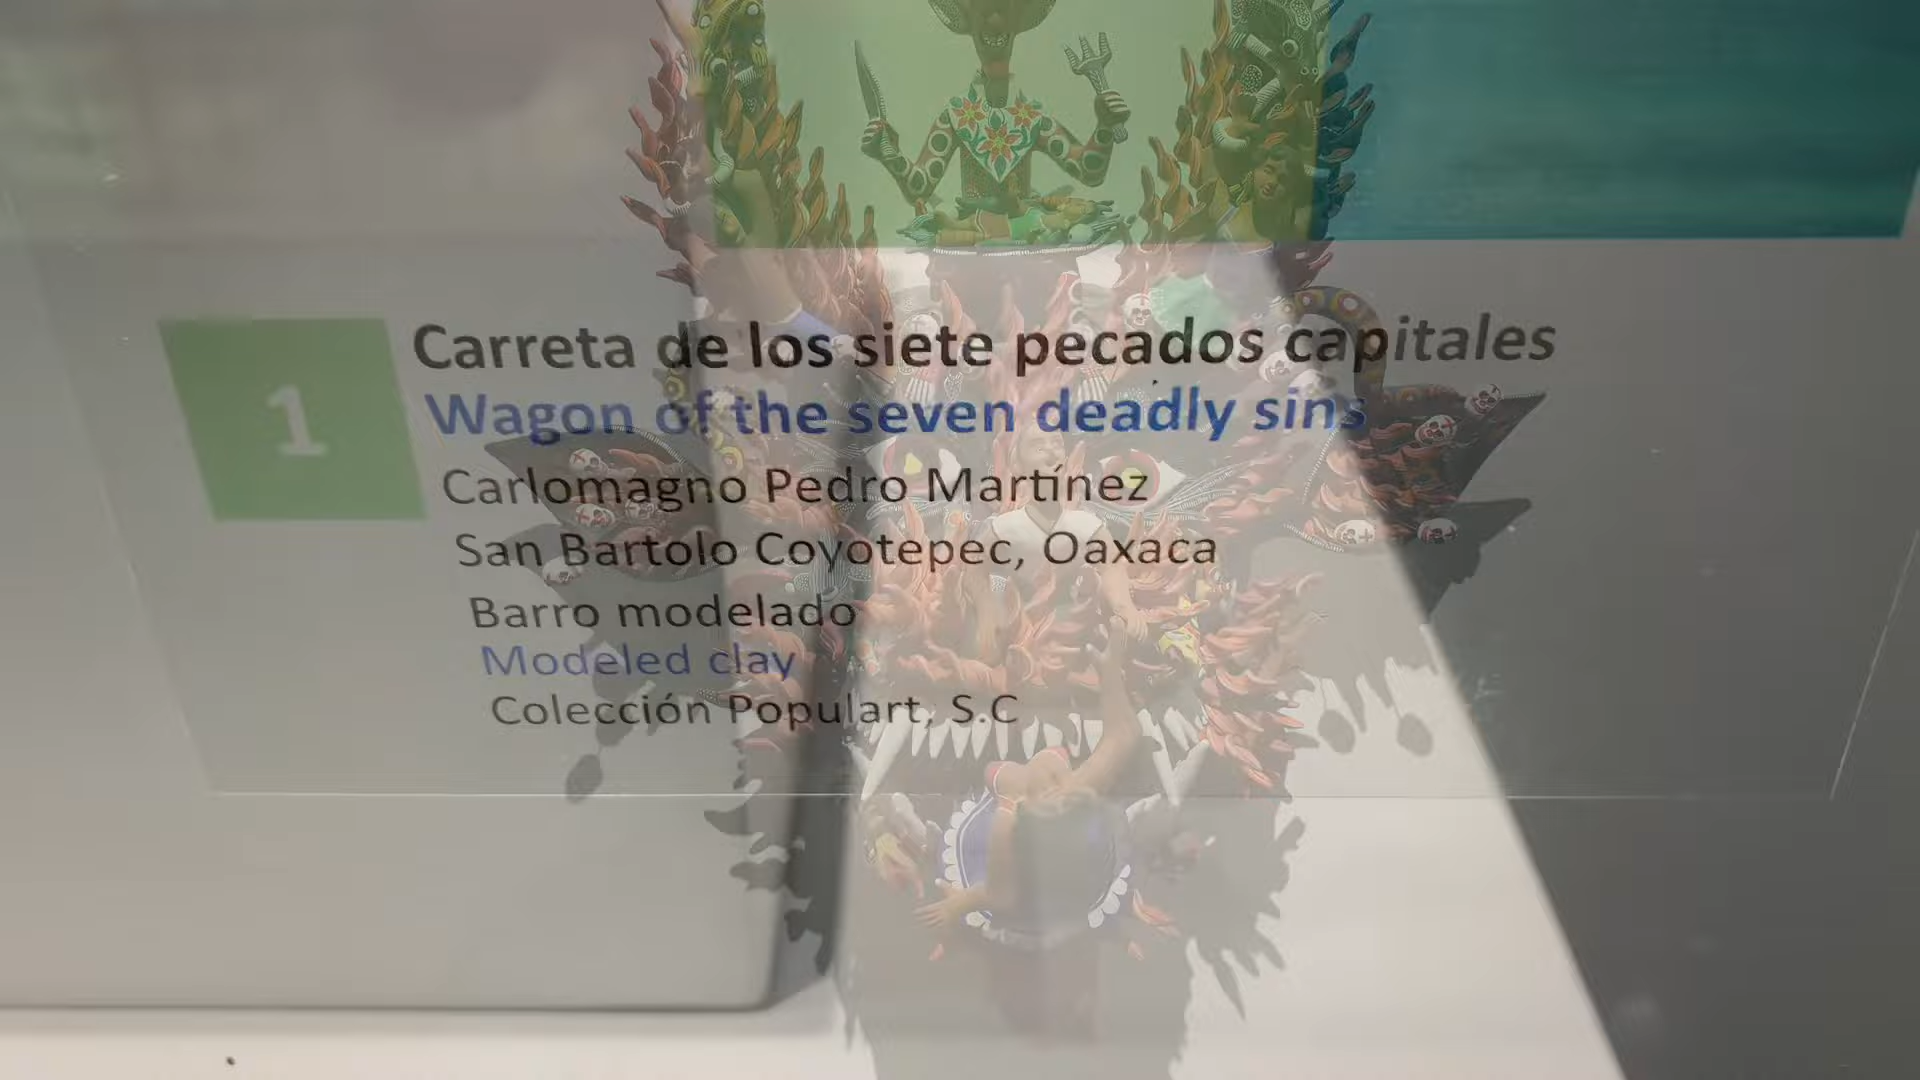 1
Carreta de los siete pecados capitales
Wagon of the seven deadly sins
Carlomagno Pedro Martínez
San Bartolo Coyotepec, Oaxaca
Barro modelado
Modeled clay
Colección Populart, S.C